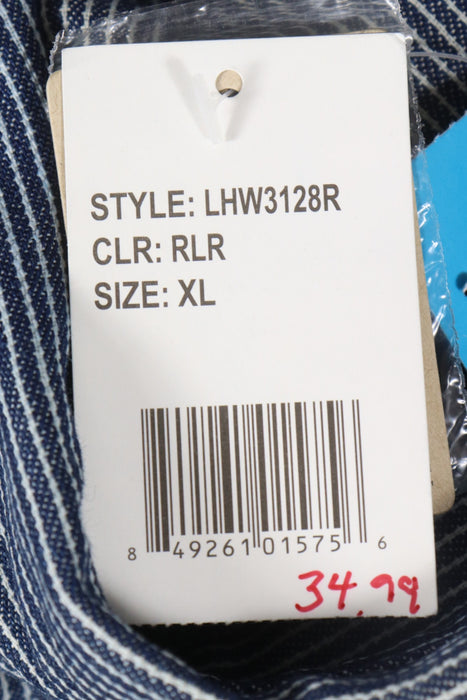 STYLE: LHW3128R
CLR: RLR
SIZE: XL
8 49261 01575 6
34.99